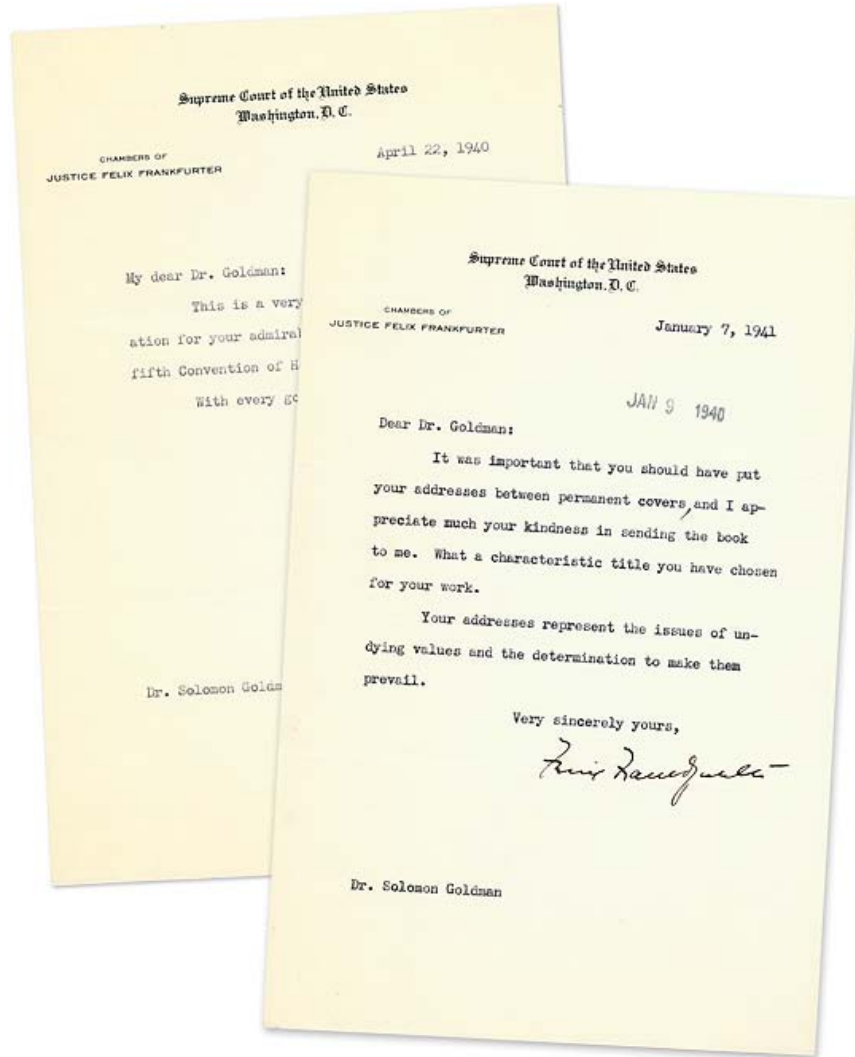 Supreme Court of the United States
Washington, D. C.
CHAMBERS OF
JUSTICE FELIX FRANKFURTER
April 22, 1940
My dear Dr. Goldman:
This is a very
ation for your admirab
fifth Convention of H
With every go
Dr. Solomon Goldm
Supreme Court of the United States
Washington, D. C.
CHAMBERS OF
JUSTICE FELIX FRANKFURTER
January 7, 1941
JAN 9 1940
Dear Dr. Goldman:
It was important that you should have put
your addresses between permanent covers, and I ap-
preciate much your kindness in sending the book
to me. What a characteristic title you have chosen
for your work.
Your addresses represent the issues of un-
dying values and the determination to make them
prevail.
Very sincerely yours,
Felix Frankfurter
Dr. Solomon Goldman